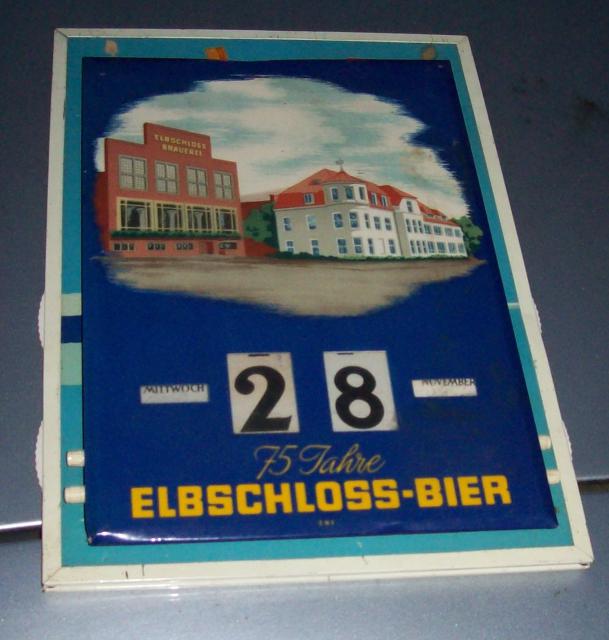 ELBSCHLOSS
BRAUEREI
MITTWOCH 28 NOVEMBER
75 Jahre
ELBSCHLOSS-BIER